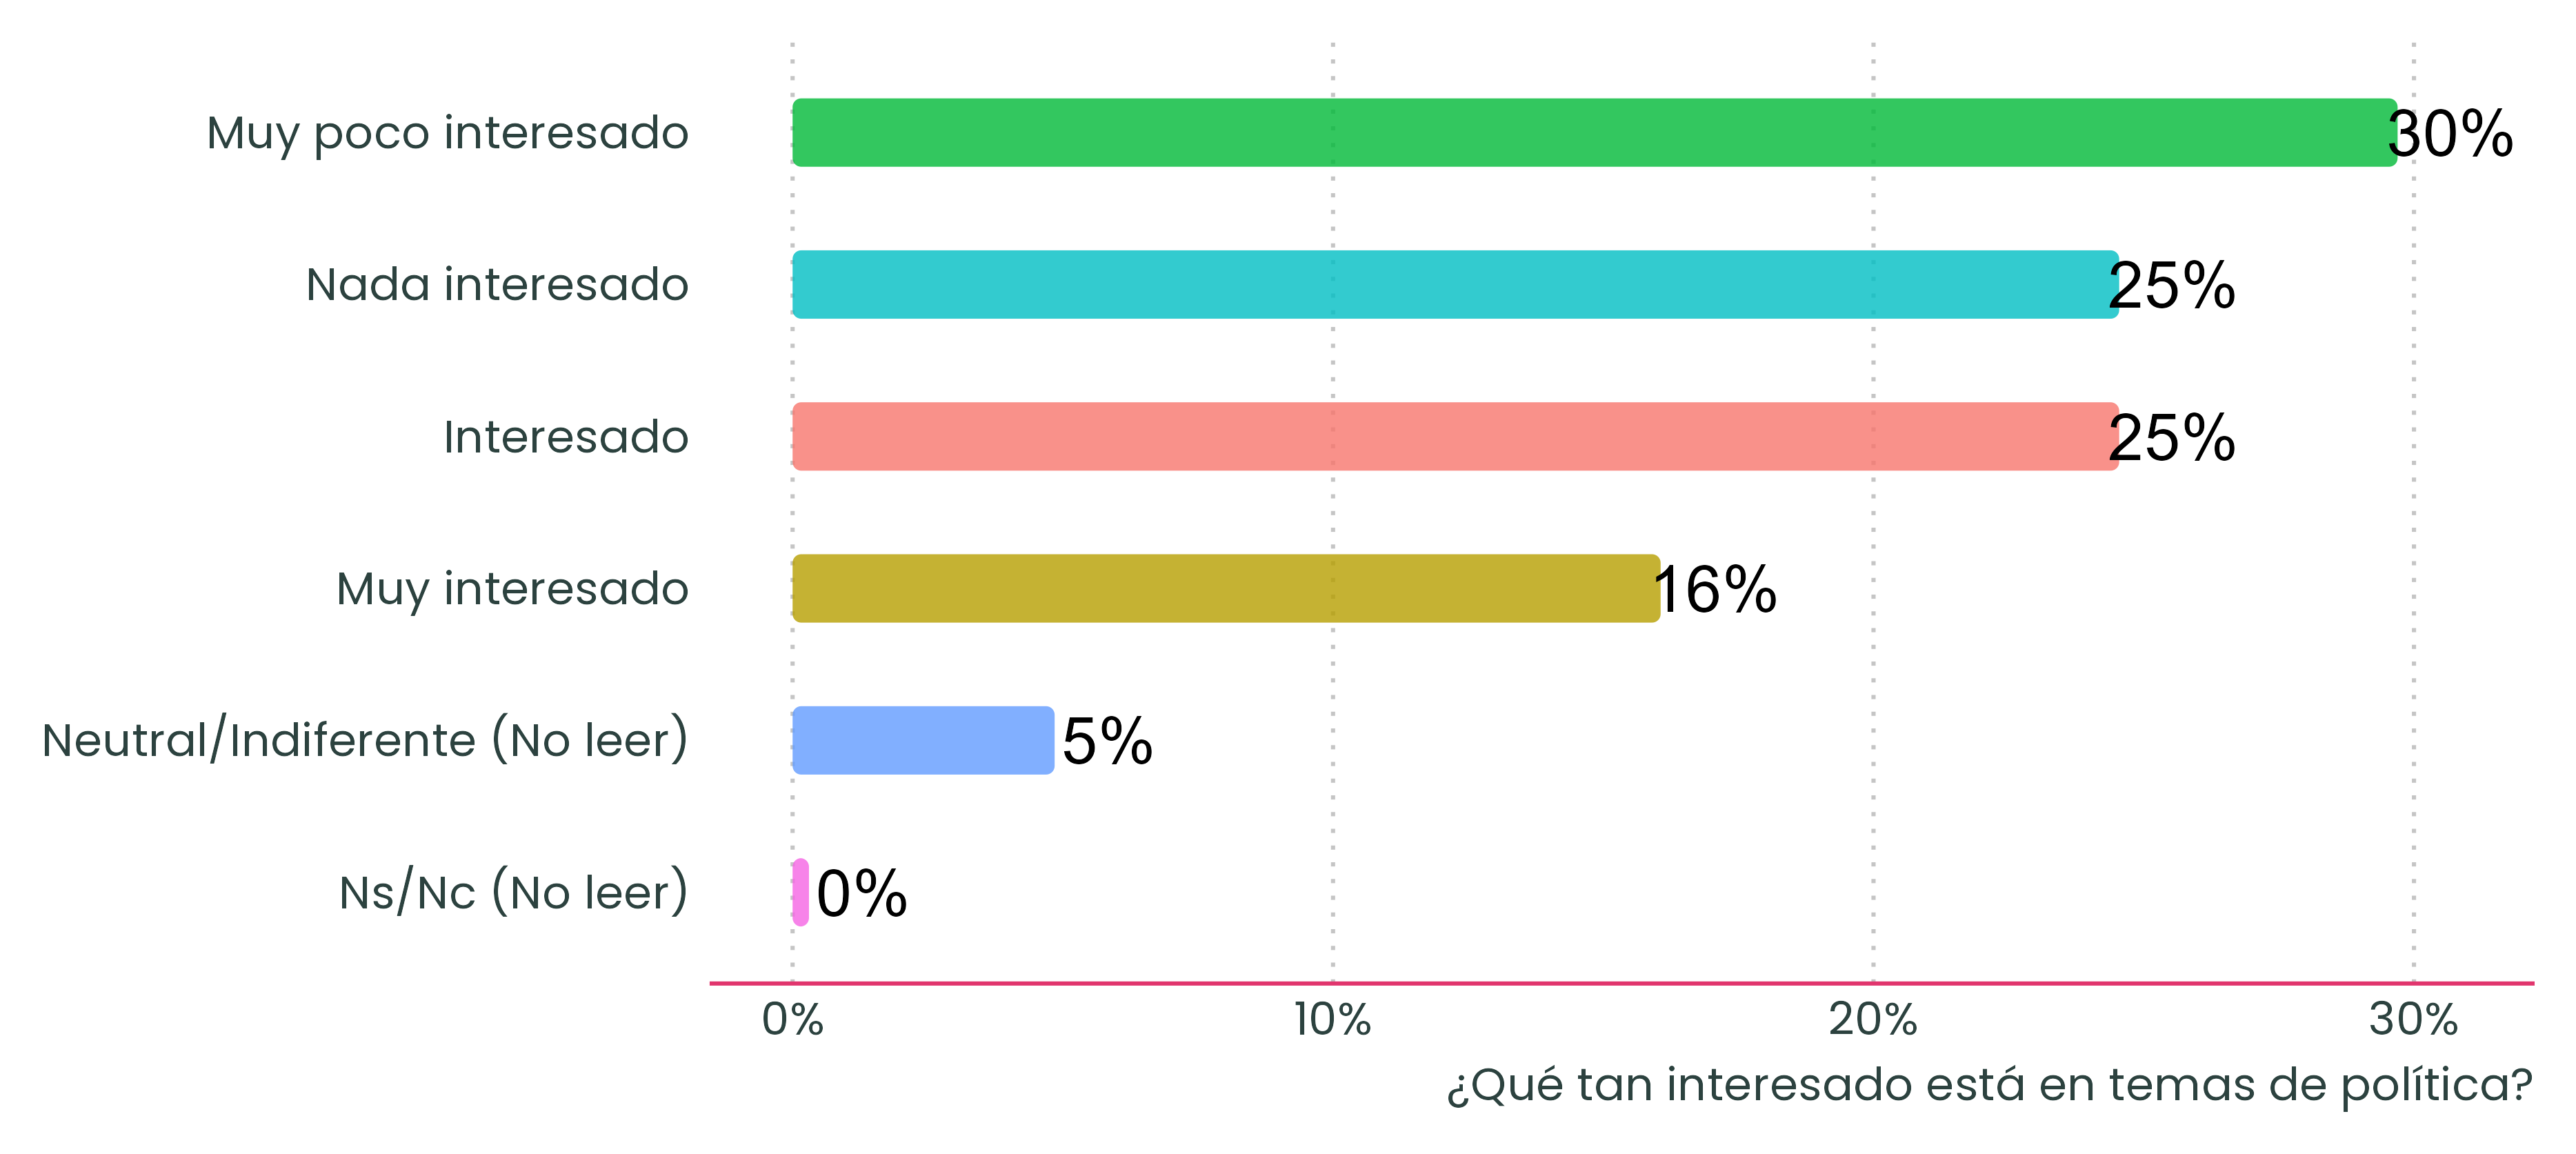 Muy poco interesado 30%
Nada interesado 25%
Interesado 25%
Muy interesado 16%
Neutral/Indiferente (No leer) 5%
Ns/Nc (No leer) 0%
0% 10% 20% 30%
¿Qué tan interesado está en temas de política?